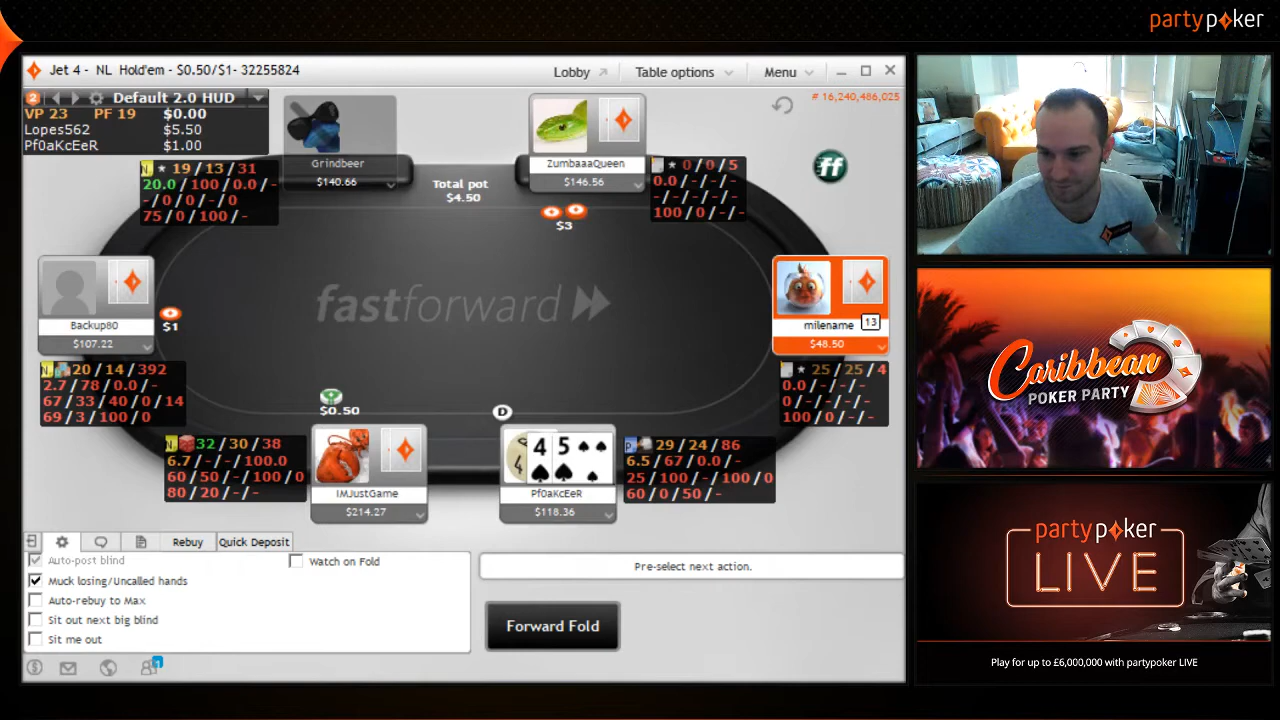 partypoker
Jet 4 - NL Hold'em - $0.50/$1- 32255824
Lobby
Table options
Menu
2
Default 2.0 HUD
VP 23 PF 19 $0.00
Lopes562 $5.50
Pf0aKcEeR $1.00
# 16,240,486,025
Grindbeer
$140.66
N ★ 19/13/31
20.0/100/0.0/-
-/0/0/-/0
75/0/100/-
Total pot
$4.50
ZumbaaaQueen
$146.56
★ 0/0/5
0.0/-/-/-
-/-/-/-/-
100/0/-/-
ff
$3
fastforward
Backup80
$107.22
$1
N 20/14/392
2.7/78/0.0/-
67/33/40/0/14
69/3/100/0
milename 13
$48.50
★ 25/25/4
0.0/-/-/-
-/-/-/-/-
100/0/-/-
$0.50
D
N 32/30/38
6.7/-/-/100.0
60/50/-/100/0
80/20/-/-
IMJustGame
$214.27
4 4 5
Pf0aKcEeR
$118.36
29/24/86
6.5/67/0.0/-
25/100/-/100/0
60/0/50/-
Rebuy
Quick Deposit
Auto-post blind
Watch on Fold
Muck losing/Uncalled hands
Auto-rebuy to Max
Sit out next big blind
Sit me out
Pre-select next action.
Forward Fold
1
Caribbean
POKER PARTY
partypoker
LIVE
Play for up to £6,000,000 with partypoker LIVE